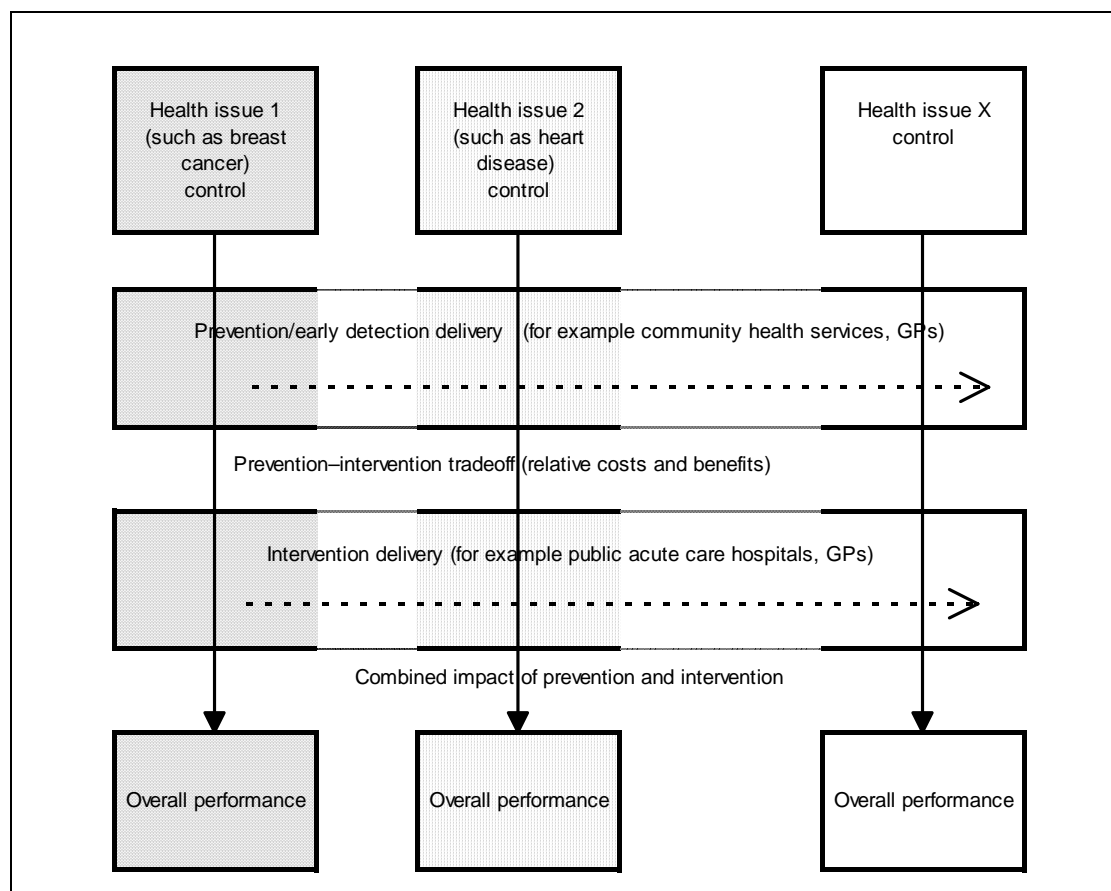 Health issue 1
(such as breast
cancer)
control
Health issue 2
(such as heart
disease)
control
Health issue X
control
Prevention/early detection delivery (for example community health services, GPs)
Prevention–intervention tradeoff (relative costs and benefits)
Intervention delivery (for example public acute care hospitals, GPs)
Combined impact of prevention and intervention
Overall performance
Overall performance
Overall performance